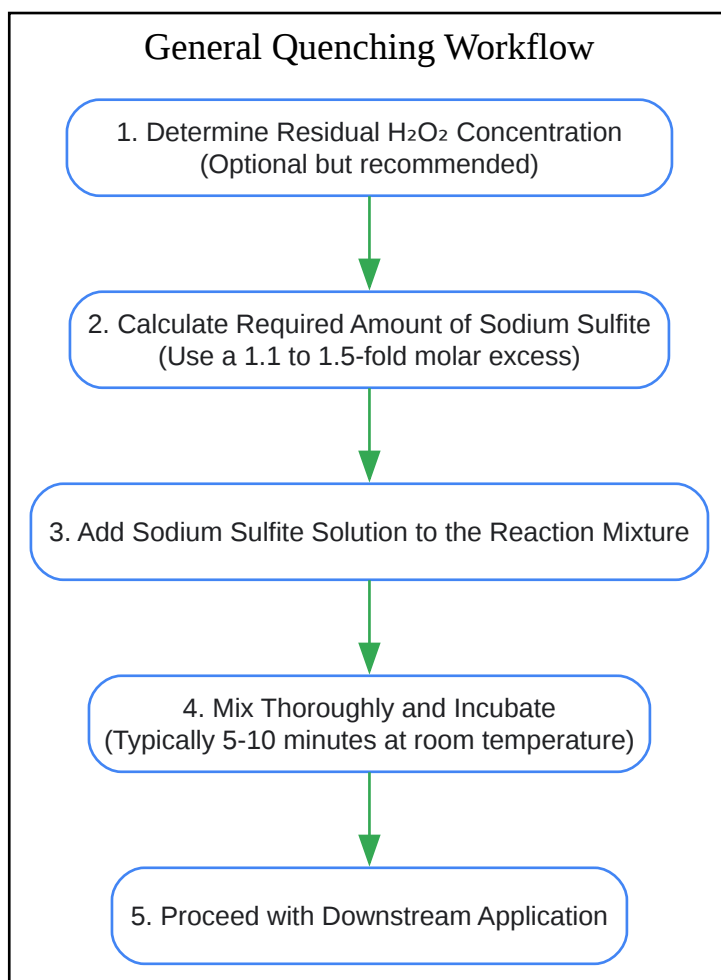 General Quenching Workflow
1. Determine Residual H₂O₂ Concentration
(Optional but recommended)
2. Calculate Required Amount of Sodium Sulfite
(Use a 1.1 to 1.5-fold molar excess)
3. Add Sodium Sulfite Solution to the Reaction Mixture
4. Mix Thoroughly and Incubate
(Typically 5-10 minutes at room temperature)
5. Proceed with Downstream Application